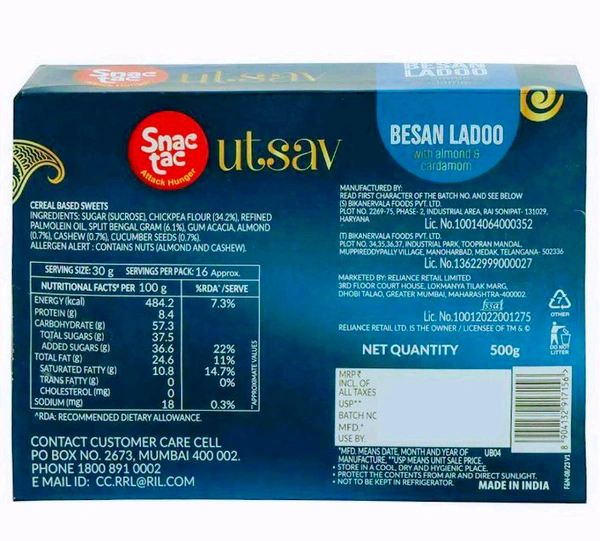 Snac tac utsav
BESAN LADOO
Snac
tac
Attack Hunger
utsav
BESAN LADOO
with almond &
cardamom
CEREAL BASED SWEETS
INGREDIENTS: SUGAR (SUCROSE), CHICKPEA FLOUR (34.2%), REFINED
PALMOLEIN OIL, SPLIT BENGAL GRAM (6.1%), GUM ACACIA, ALMOND
(0.7%), CASHEW (0.7%), CUCUMBER SEEDS (0.7%).
ALLERGEN ALERT : CONTAINS NUTS (ALMOND AND CASHEW).
SERVING SIZE: 30 g SERVINGS PER PACK: 16 Approx.
NUTRITIONAL FACTS* PER 100 g %RDA^/SERVE
ENERGY (kcal) 484.2 7.3%
PROTEIN (g) 8.4
CARBOHYDRATE (g) 57.3
TOTAL SUGARS (g) 37.5
ADDED SUGARS (g) 36.6 22%
TOTAL FAT (g) 24.6 11%
SATURATED FATTY (g) 10.8 14.7%
TRANS FATTY (g) 0 0%
CHOLESTEROL (mg) 0
SODIUM (mg) 18 0.3%
*APPROXIMATE VALUES
^RDA: RECOMMENDED DIETARY ALLOWANCE.
CONTACT CUSTOMER CARE CELL
PO BOX NO. 2673, MUMBAI 400 002.
PHONE 1800 891 0002
E MAIL ID: CC.RRL@RIL.COM
MANUFACTURED BY:
READ FIRST CHARACTER OF THE BATCH NO. AND SEE BELOW
(S) BIKANERVALA FOODS PVT. LTD.
PLOT NO. 2269-75, PHASE- 2, INDUSTRIAL AREA, RAI SONIPAT- 131029,
HARYANA
Lic. No.10014064000352
(T) BIKANERVALA FOODS PVT. LTD.
PLOT NO. 34,35,36,37, INDUSTRIAL PARK, TOOPRAN MANDAL,
MUPPIREDDYPALLY VILLAGE, MANOHARBAD, MEDAK, TELANGANA- 502336
Lic. No.13622999000027
MARKETED BY: RELIANCE RETAIL LIMITED
3RD FLOOR COURT HOUSE, LOKMANYA TILAK MARG,
DHOBI TALAO, GREATER MUMBAI, MAHARASHTRA-400002.
fssai
Lic. No.10012022001275
RELIANCE RETAIL LTD. IS THE OWNER / LICENSEE OF TM & ©
7
OTHER
DO NOT
LITTER
NET QUANTITY 500g
MRP ₹
INCL. OF
ALL TAXES
USP**
BATCH NO
MFD.*
USE BY
8 904132 917156
*MFD. MEANS DATE, MONTH AND YEAR OF UB04
MANUFACTURE. **USP MEANS UNIT SALE PRICE.
• STORE IN A COOL, DRY AND HYGIENIC PLACE.
• PROTECT THE CONTENTS FROM AIR AND DIRECT SUNLIGHT.
• NOT TO BE KEPT IN REFRIGERATOR. MADE IN INDIA
F&N-08/23 V1